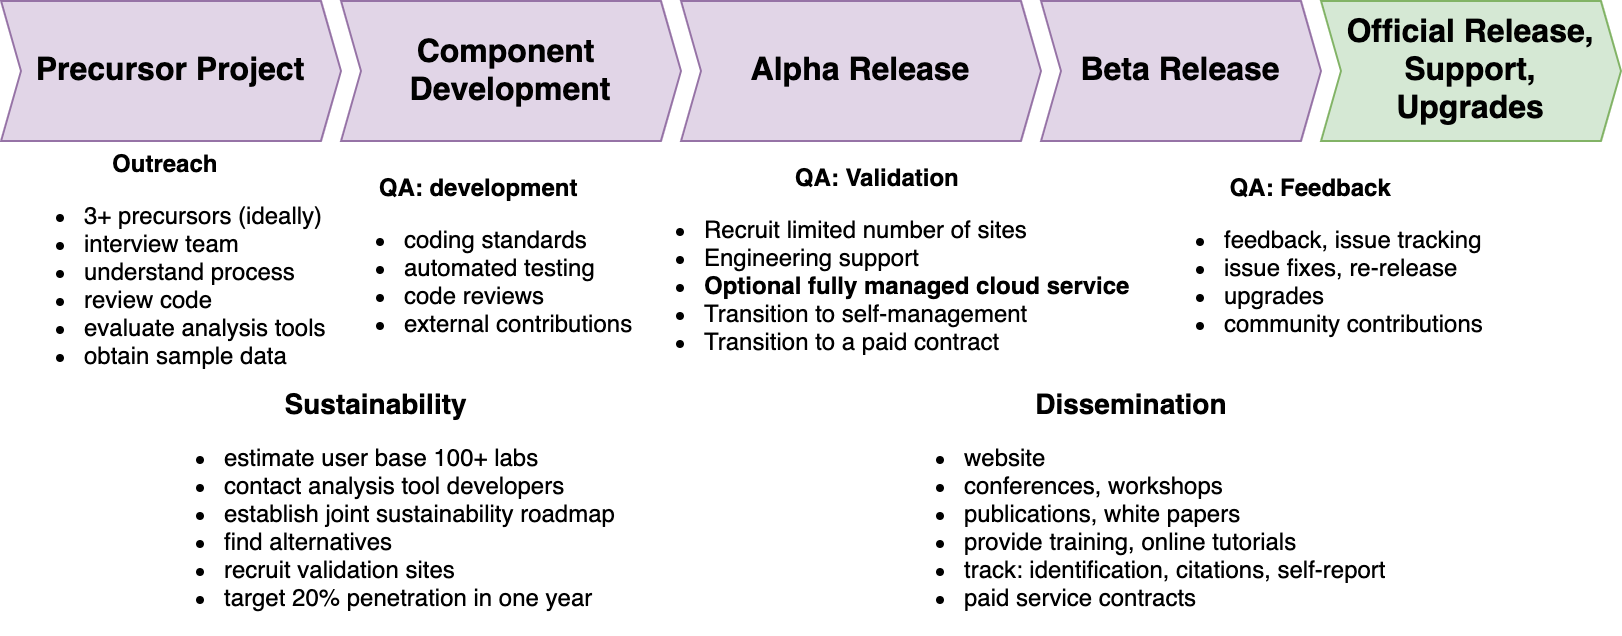 Precursor Project
Component
Development
Alpha Release
Beta Release
Official Release,
Support,
Upgrades
Outreach
• 3+ precursors (ideally)
• interview team
• understand process
• review code
• evaluate analysis tools
• obtain sample data
QA: development
• coding standards
• automated testing
• code reviews
• external contributions
QA: Validation
• Recruit limited number of sites
• Engineering support
• Optional fully managed cloud service
• Transition to self-management
• Transition to a paid contract
QA: Feedback
• feedback, issue tracking
• issue fixes, re-release
• upgrades
• community contributions
Sustainability
• estimate user base 100+ labs
• contact analysis tool developers
• establish joint sustainability roadmap
• find alternatives
• recruit validation sites
• target 20% penetration in one year
Dissemination
• website
• conferences, workshops
• publications, white papers
• provide training, online tutorials
• track: identification, citations, self-report
• paid service contracts